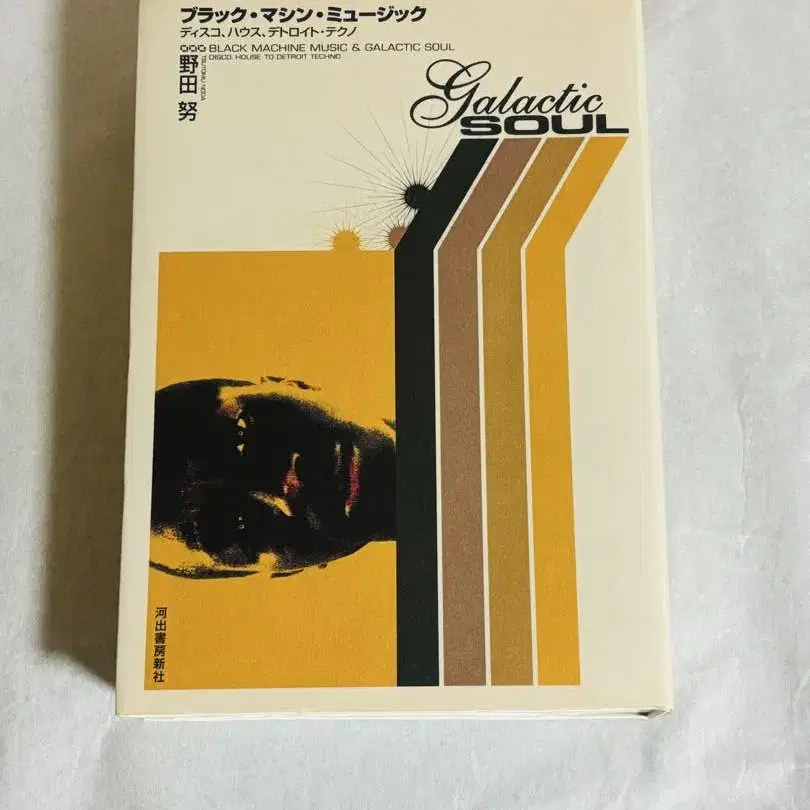 ブラック・マシン・ミュージック
ディスコ、ハウス、デトロイト・テクノ
BLACK MACHINE MUSIC & GALACTIC SOUL
DISCO, HOUSE TO DETROIT TECHNO
野田 努
TSUTOMU NODA
Galactic
SOUL
河出書房新社